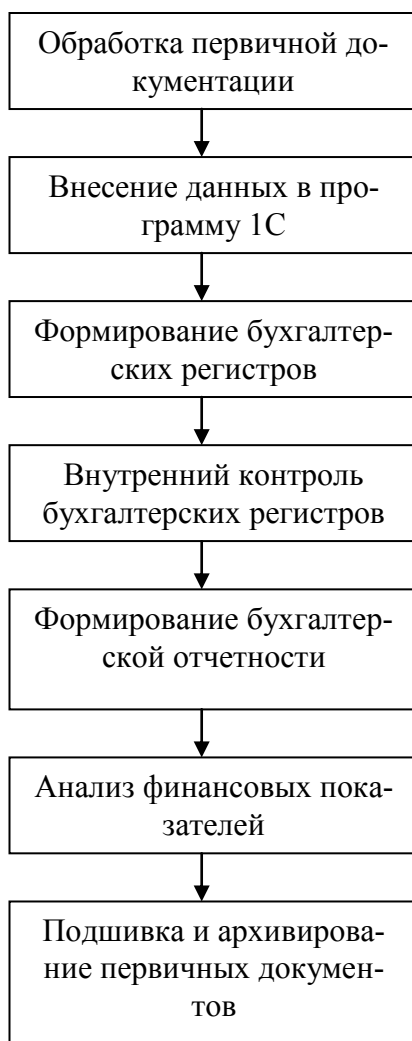 Обработка первичной до-
кументации
Внесение данных в про-
грамму 1С
Формирование бухгалтер-
ских регистров
Внутренний контроль
бухгалтерских регистров
Формирование бухгалтер-
ской отчетности
Анализ финансовых пока-
зателей
Подшивка и архивирова-
ние первичных докумен-
тов